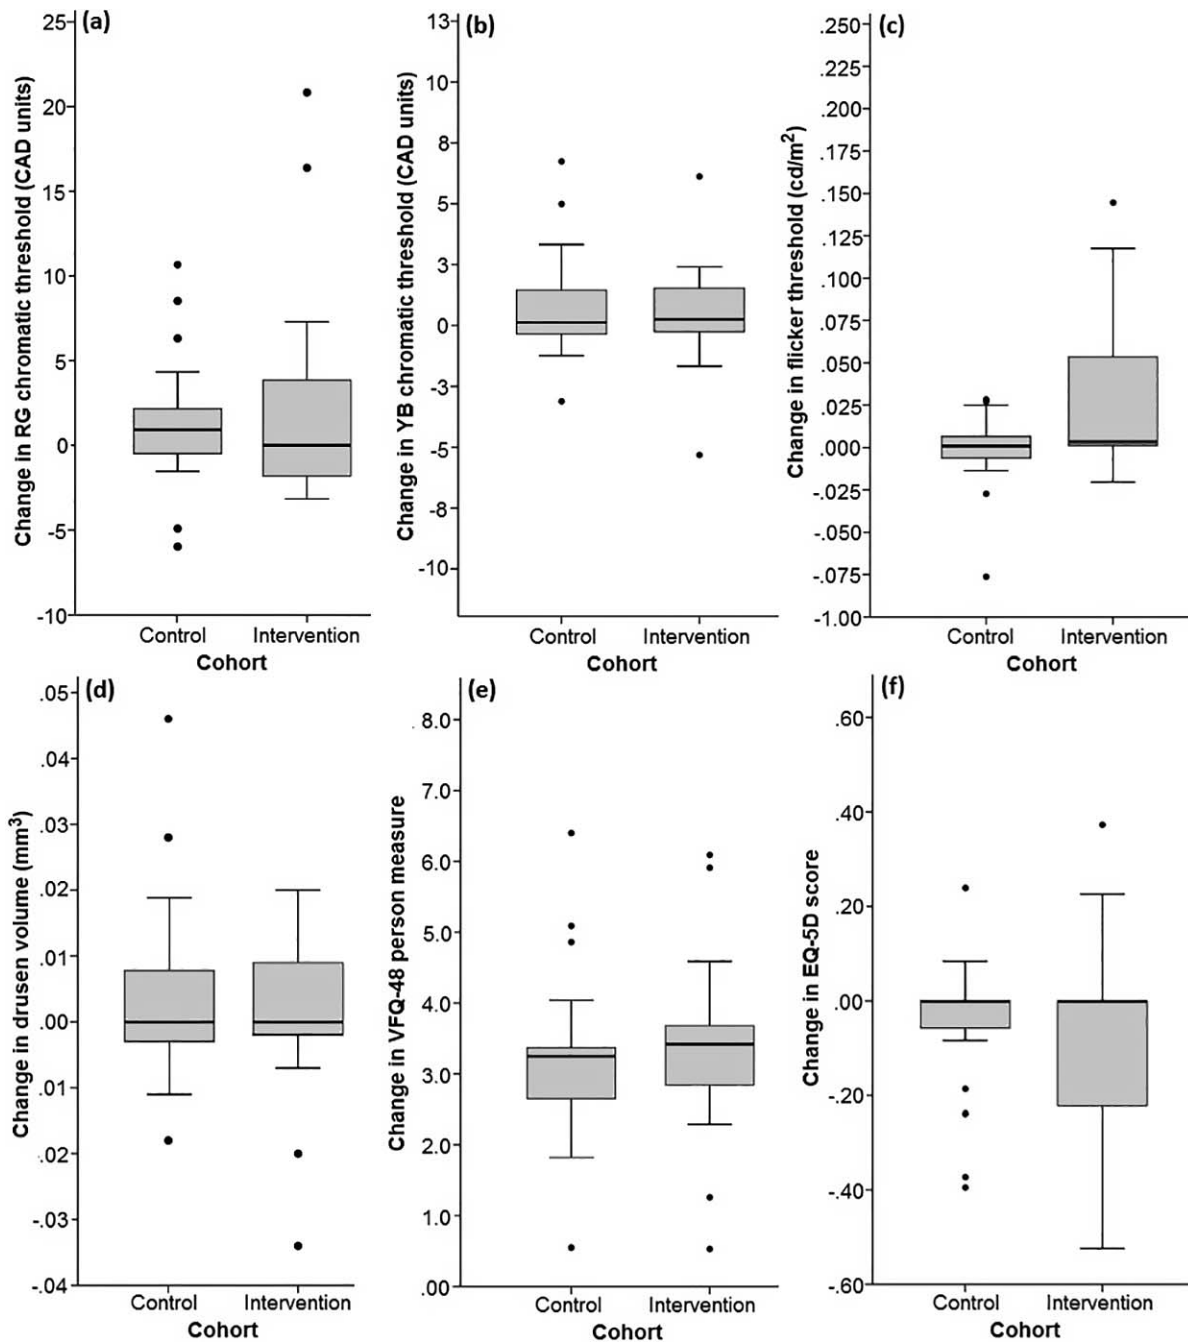 (a)
Change in RG chromatic threshold (CAD units)
25
20
15
10
5
0
-5
-10
Control
Intervention
Cohort
(b)
Change in YB chromatic threshold (CAD units)
13
10
8
5
3
0
-3
-5
-8
-10
Control
Intervention
Cohort
(c)
Change in flicker threshold (cd/m²)
.250
.225
.200
.175
.150
.125
.100
.075
.050
.025
.000
-.025
-.050
-.075
-1.00
Control
Intervention
Cohort
(d)
Change in drusen volume (mm³)
.05
.04
.03
.02
.01
.00
.01
.02
-.03
-.04
Control
Intervention
Cohort
(e)
Change in VFQ-48 person measure
. 8.0
7.0
6.0
5.0
4.0
3.0
2.0
1.0
.00
Control
Intervention
Cohort
(f)
Change in EQ-5D score
.60
.40
.20
.00
-.20
-.40
-.60
Control
Intervention
Cohort